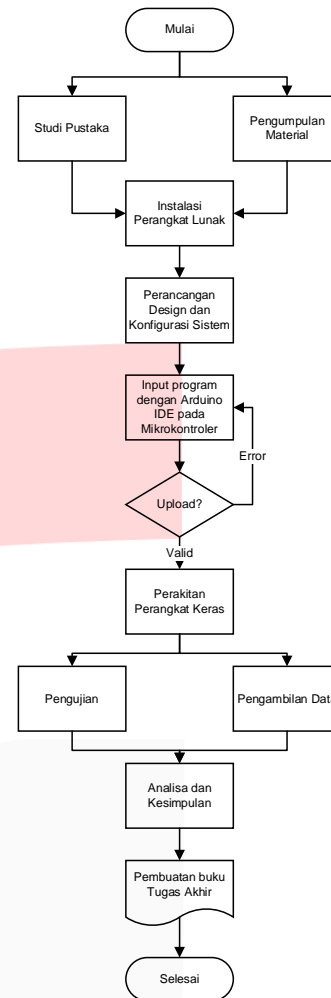 Mulai
Studi Pustaka
Pengumpulan
Material
Instalasi
Perangkat Lunak
Perancangan
Design dan
Konfigurasi Sistem
Input program
dengan Arduino
IDE pada
Mikrokontroler
Error
Upload?
Valid
Perakitan
Perangkat Keras
Pengujian
Pengambilan Data
Analisa dan
Kesimpulan
Pembuatan buku
Tugas Akhir
Selesai